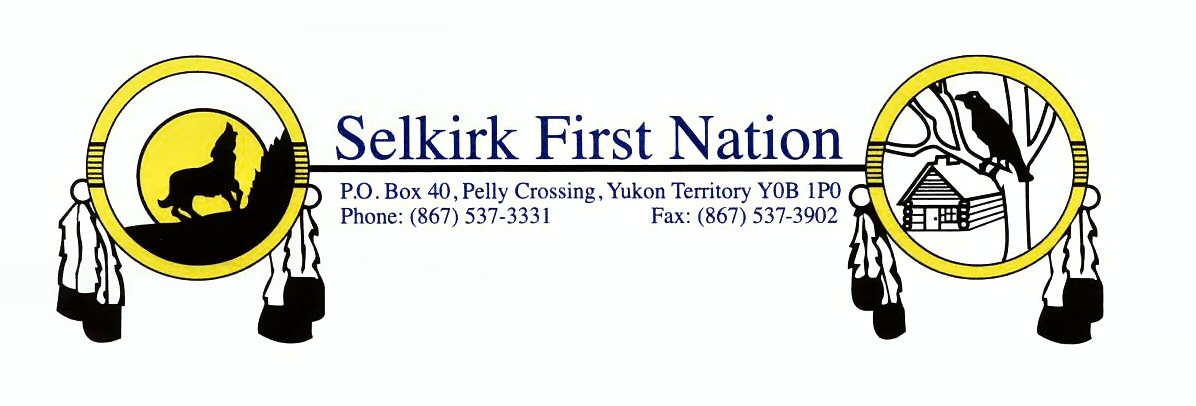 Selkirk First Nation
P.O. Box 40, Pelly Crossing, Yukon Territory Y0B 1P0
Phone: (867) 537-3331 Fax: (867) 537-3902